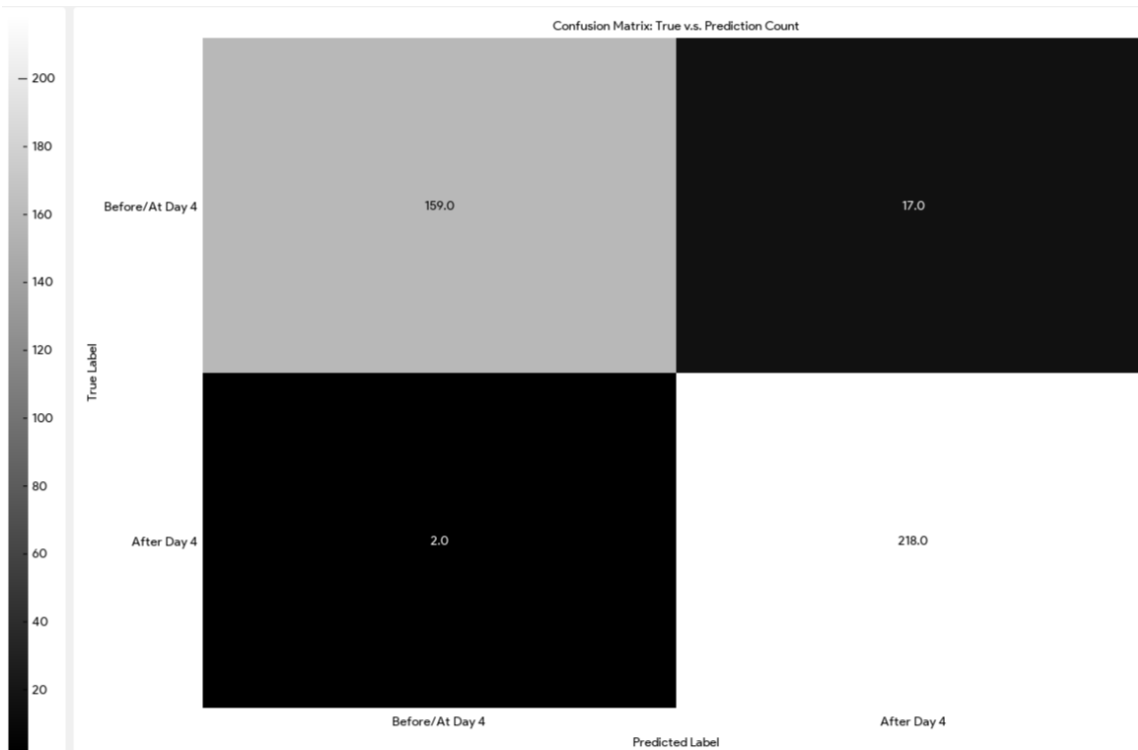 Confusion Matrix: True v.s. Prediction Count
200
180
160
140
120
100
80
60
40
20
True Label
Before/At Day 4
159.0
17.0
After Day 4
2.0
218.0
Before/At Day 4
After Day 4
Predicted Label